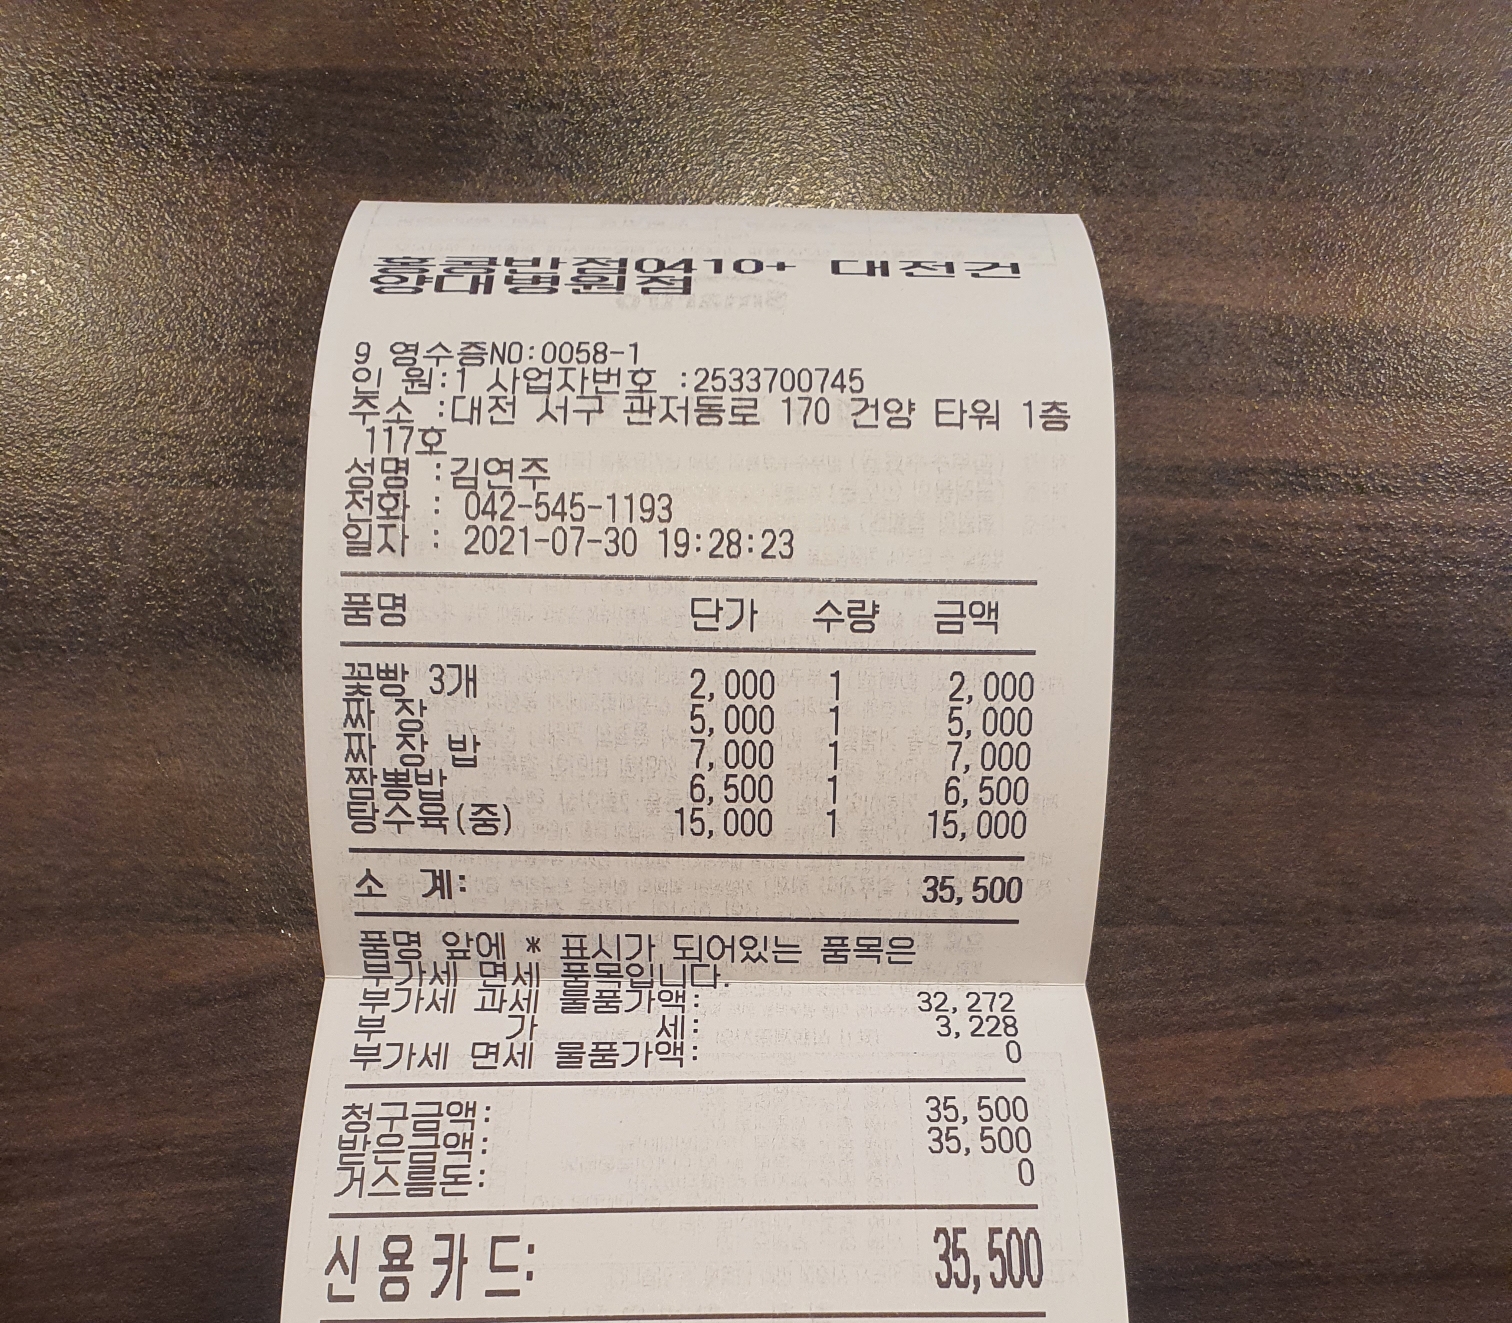 홍콩반점0410+ 대전건
양대병원점
9 영수증NO:0058-1
인 원:1 사업자번호 :2533700745
주소 :대전 서구 관저동로 170 건양 타워 1층
117호
성명 :김연주
전화 : 042-545-1193
일자 : 2021-07-30 19:28:23
품명 단가 수량 금액
꽃빵 3개 2,000 1 2,000
짜 장 5,000 1 5,000
짜 장 밥 7,000 1 7,000
짬뽕밥 6,500 1 6,500
탕수육(중) 15,000 1 15,000
소 계: 35,500
품명 앞에 * 표시가 되어있는 품목은
부가세 면세 품목입니다.
부가세 과세 물품가액: 32,272
부 가 세: 3,228
부가세 면세 물품가액: 0
청구금액: 35,500
받은금액: 35,500
거스름돈: 0
신용카드: 35,500